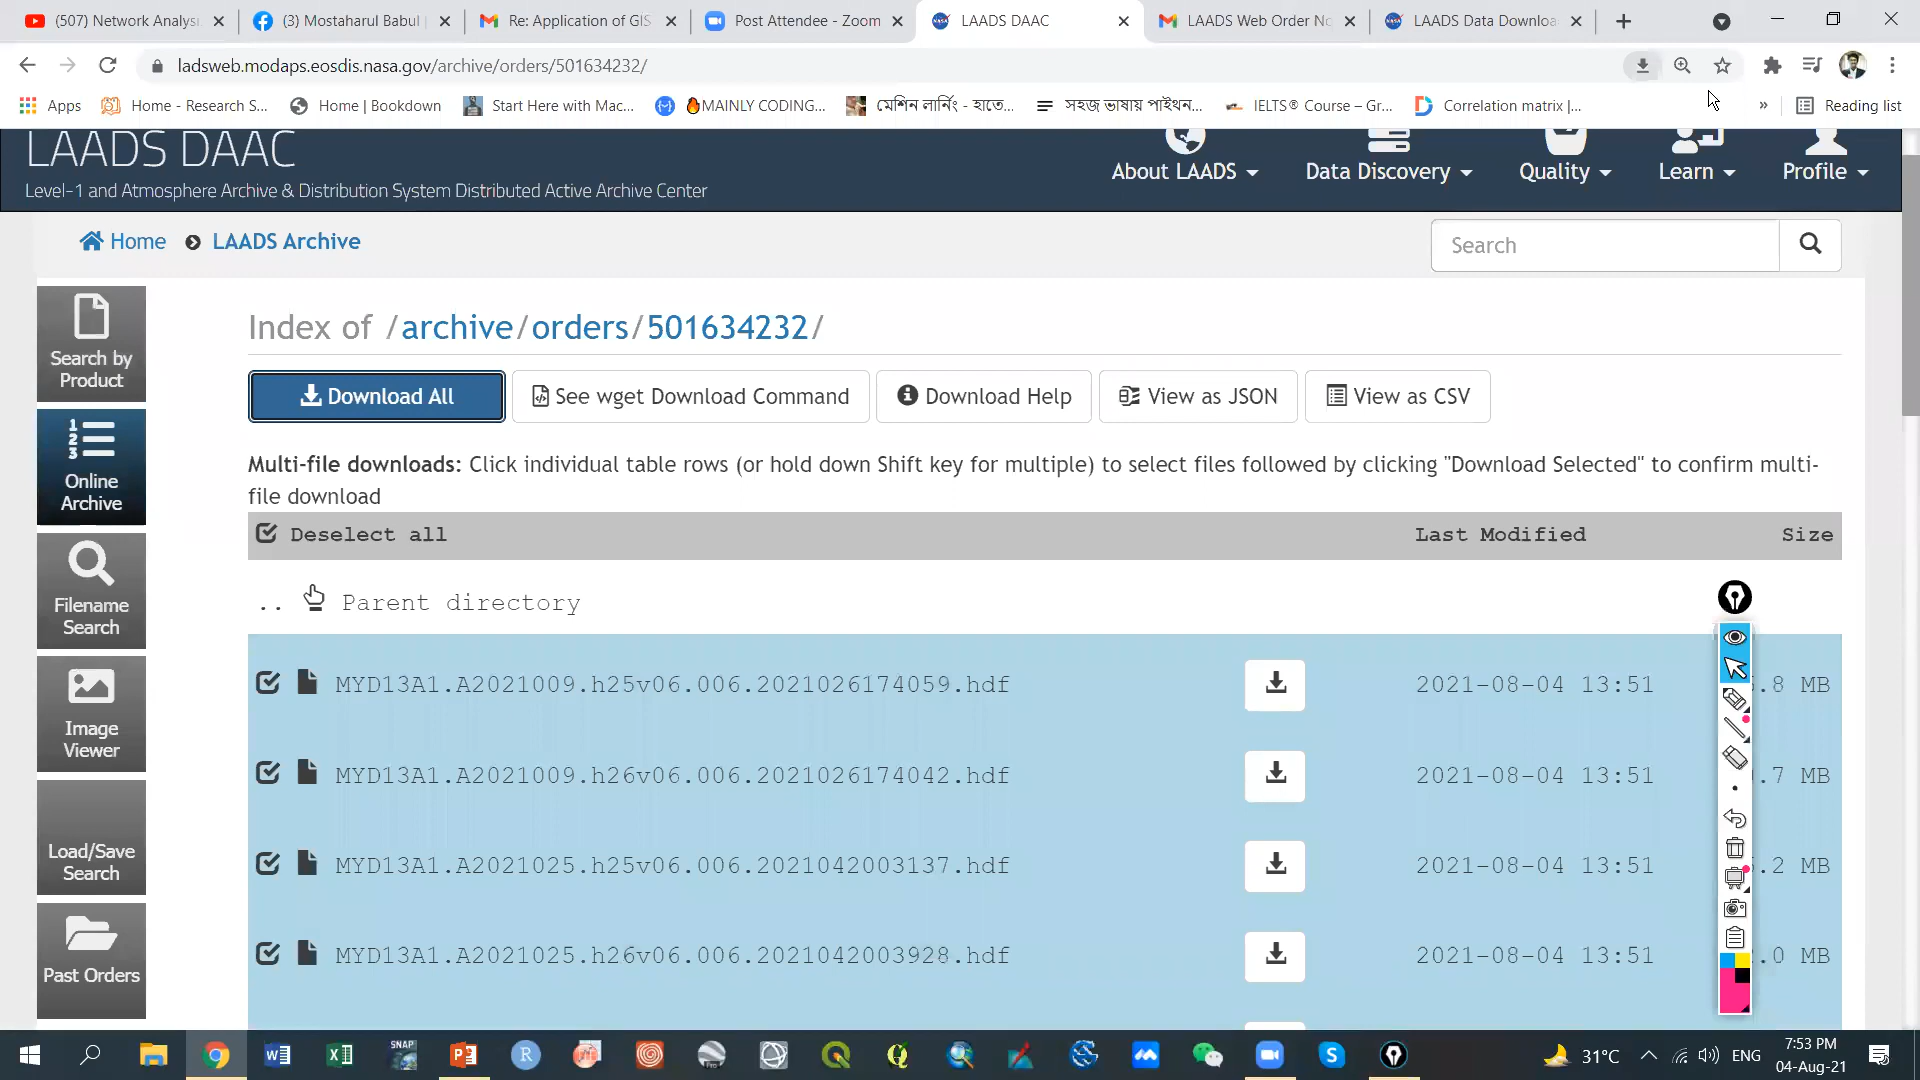 (507) Network Analys
(3) Mostaharul Babul
Re: Application of GIS
Post Attendee - Zoom
LAADS DAAC
LAADS Web Order No
LAADS Data Downloa
ladsweb.modaps.eosdis.nasa.gov/archive/orders/501634232/
Apps
Home - Research S...
Home | Bookdown
Start Here with Mac...
MAINLY CODING...
মেশিন লার্নিং - হাতে...
সহজ ভাষায় পাইথন...
IELTS® Course – Gr...
Correlation matrix |...
»
Reading list
LAADS DAAC
Level-1 and Atmosphere Archive & Distribution System Distributed Active Archive Center
About LAADS
Data Discovery
Quality
Learn
Profile
Home
LAADS Archive
Search
Search by
Product
Online
Archive
Filename
Search
Image
Viewer
Load/Save
Search
Past Orders
Index of /archive/orders/501634232/
Download All
See wget Download Command
Download Help
View as JSON
View as CSV
Multi-file downloads: Click individual table rows (or hold down Shift key for multiple) to select files followed by clicking "Download Selected" to confirm multi-
file download
Deselect all
Last Modified
Size
.. Parent directory
MYD13A1.A2021009.h25v06.006.2021026174059.hdf 2021-08-04 13:51 .8 MB
MYD13A1.A2021009.h26v06.006.2021026174042.hdf 2021-08-04 13:51 .7 MB
MYD13A1.A2021025.h25v06.006.2021042003137.hdf 2021-08-04 13:51 .2 MB
MYD13A1.A2021025.h26v06.006.2021042003928.hdf 2021-08-04 13:51 .0 MB
SNAP
31°C
ENG
7:53 PM
04-Aug-21